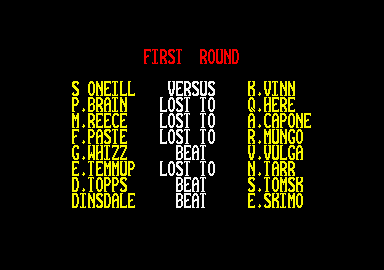 FIRST ROUND
S ONEILL VERSUS K.VINN
P.BRAIN LOST TO Q.HERE
M.REECE LOST TO A.CAPONE
F.PASTE LOST TO R.MUNGO
G.WHIZZ BEAT V.VULGA
E.TEMMUP LOST TO N.TARR
D.TOPPS BEAT S.TOMSK
DINSDALE BEAT E.SKIMO